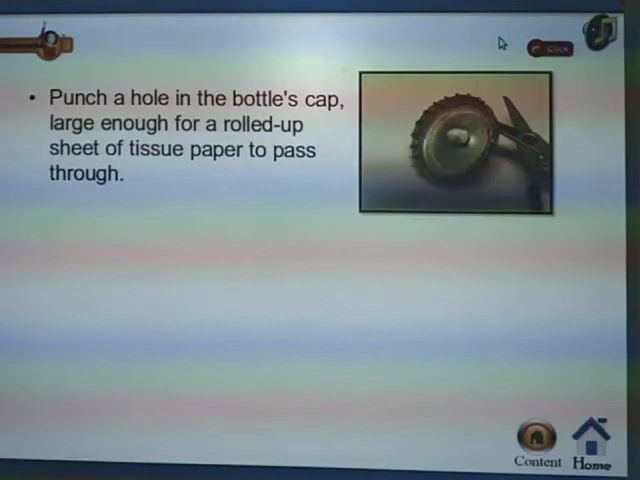 Click
• Punch a hole in the bottle's cap,
large enough for a rolled-up
sheet of tissue paper to pass
through.
Content Home